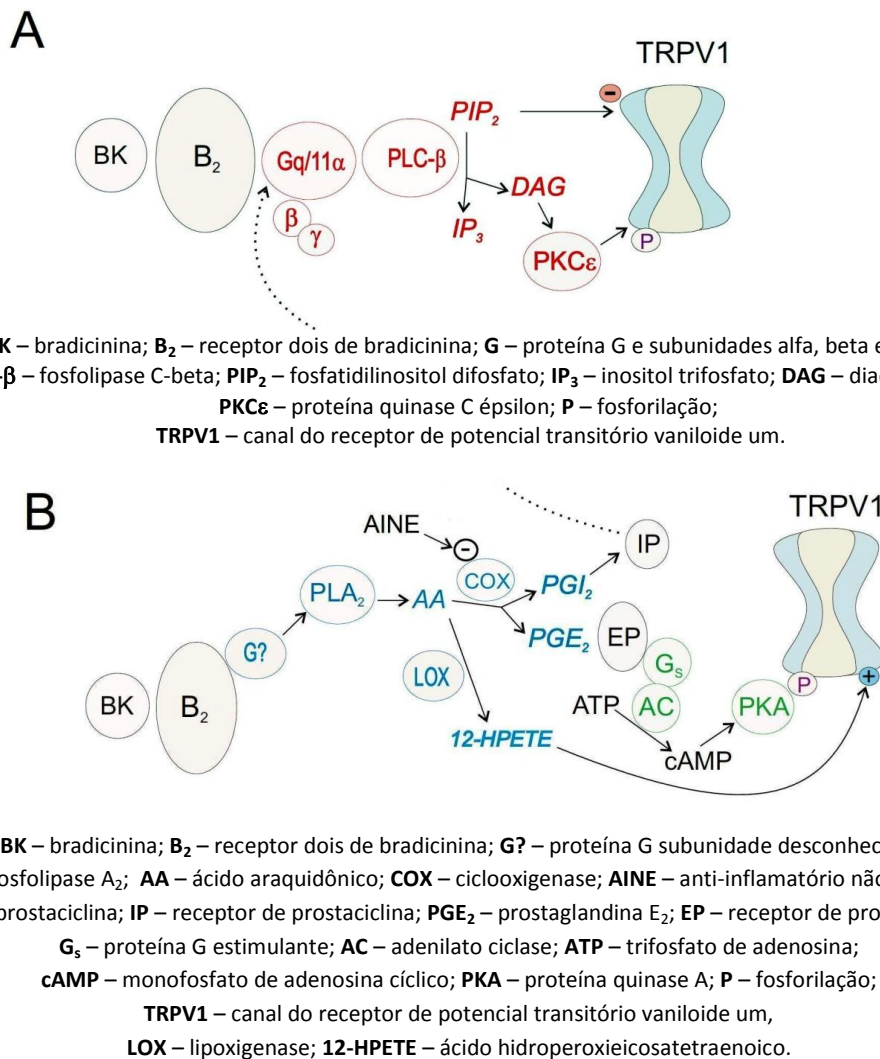 A
TRPV1
PIP₂
−
BK
B₂
Gq/11α
PLC-β
DAG
β
γ
IP₃
PKCε
P
K – bradicinina; B₂ – receptor dois de bradicinina; G – proteína G e subunidades alfa, beta e
-β – fosfolipase C-beta; PIP₂ – fosfatidilinositol difosfato; IP₃ – inositol trifosfato; DAG – diac
PKCε – proteína quinase C épsilon; P – fosforilação;
TRPV1 – canal do receptor de potencial transitório vaniloide um.
B
TRPV1
AINE
−
IP
COX
PGI₂
PLA₂
AA
PGE₂
EP
G?
Gₛ
LOX
P
+
BK
B₂
ATP
AC
PKA
12-HPETE
cAMP
BK – bradicinina; B₂ – receptor dois de bradicinina; G? – proteína G subunidade desconhec
osfolipase A₂; AA – ácido araquidônico; COX – ciclooxigenase; AINE – anti-inflamatório não
prostaciclina; IP – receptor de prostaciclina; PGE₂ – prostaglandina E₂; EP – receptor de pro
Gₛ – proteína G estimulante; AC – adenilato ciclase; ATP – trifosfato de adenosina;
cAMP – monofosfato de adenosina cíclico; PKA – proteína quinase A; P – fosforilação;
TRPV1 – canal do receptor de potencial transitório vaniloide um,
LOX – lipoxigenase; 12-HPETE – ácido hidroperoxieicosatetraenoico.